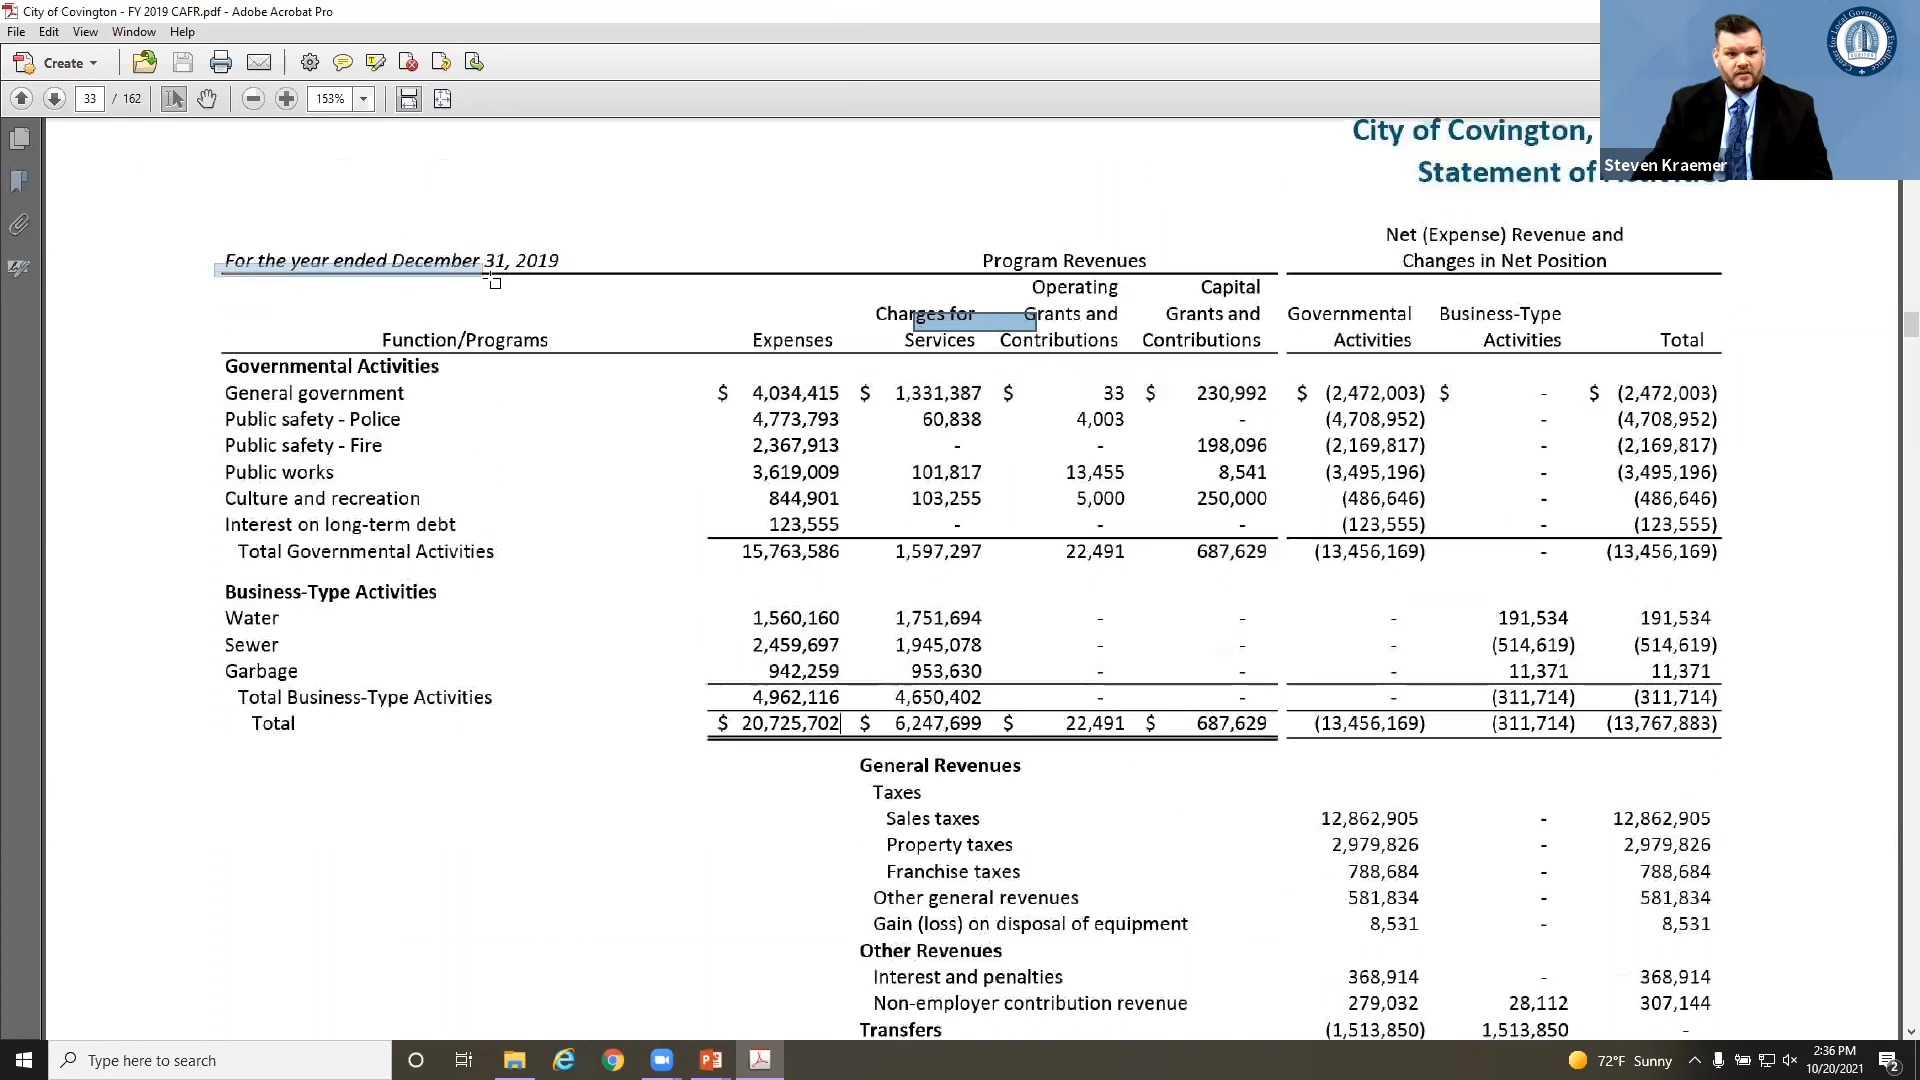 City of Covington - FY 2019 CAFR.pdf - Adobe Acrobat Pro
File Edit View Window Help
Create
33 / 162 153%
Steven Kraemer
City of Covington,
Statement of
Net (Expense) Revenue and
For the year ended December 31, 2019 Program Revenues Changes in Net Position
Operating Capital
Charges for Grants and Grants and Governmental Business-Type
Function/Programs Expenses Services Contributions Contributions Activities Activities Total
Governmental Activities
General government $ 4,034,415 $ 1,331,387 $ 33 $ 230,992 $ (2,472,003) $ - $ (2,472,003)
Public safety - Police 4,773,793 60,838 4,003 - (4,708,952) - (4,708,952)
Public safety - Fire 2,367,913 - - 198,096 (2,169,817) - (2,169,817)
Public works 3,619,009 101,817 13,455 8,541 (3,495,196) - (3,495,196)
Culture and recreation 844,901 103,255 5,000 250,000 (486,646) - (486,646)
Interest on long-term debt 123,555 - - - (123,555) - (123,555)
Total Governmental Activities 15,763,586 1,597,297 22,491 687,629 (13,456,169) - (13,456,169)
Business-Type Activities
Water 1,560,160 1,751,694 - - - 191,534 191,534
Sewer 2,459,697 1,945,078 - - - (514,619) (514,619)
Garbage 942,259 953,630 - - - 11,371 11,371
Total Business-Type Activities 4,962,116 4,650,402 - - - (311,714) (311,714)
Total $ 20,725,702 $ 6,247,699 $ 22,491 $ 687,629 (13,456,169) (311,714) (13,767,883)
General Revenues
Taxes
Sales taxes 12,862,905 - 12,862,905
Property taxes 2,979,826 - 2,979,826
Franchise taxes 788,684 - 788,684
Other general revenues 581,834 - 581,834
Gain (loss) on disposal of equipment 8,531 - 8,531
Other Revenues
Interest and penalties 368,914 - 368,914
Non-employer contribution revenue 279,032 28,112 307,144
Transfers (1,513,850) 1,513,850 -
Type here to search
72°F Sunny
2:36 PM
10/20/2021
2